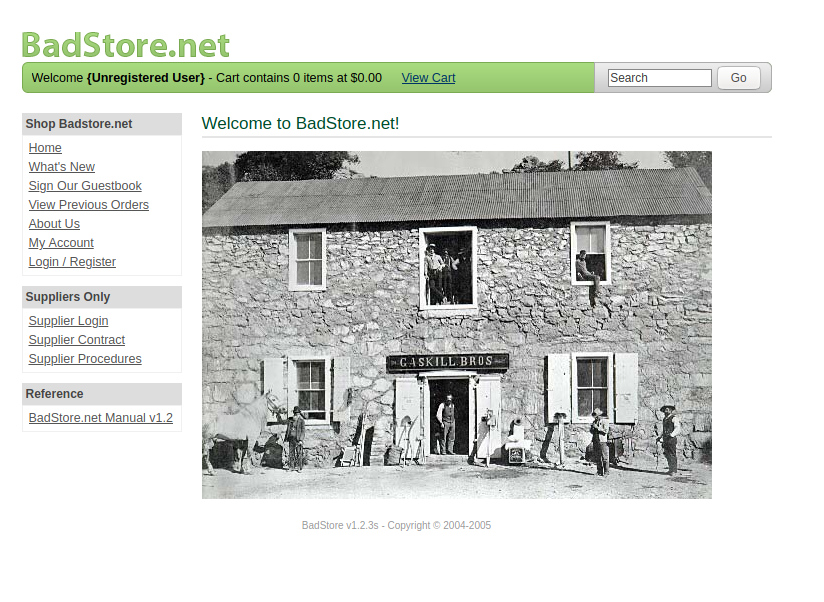 BadStore.net
Welcome {Unregistered User} - Cart contains 0 items at $0.00 View Cart Search Go
Shop Badstore.net
Home
What's New
Sign Our Guestbook
View Previous Orders
About Us
My Account
Login / Register
Suppliers Only
Supplier Login
Supplier Contract
Supplier Procedures
Reference
BadStore.net Manual v1.2
Welcome to BadStore.net!
GASKILL BROS
BadStore v1.2.3s - Copyright © 2004-2005